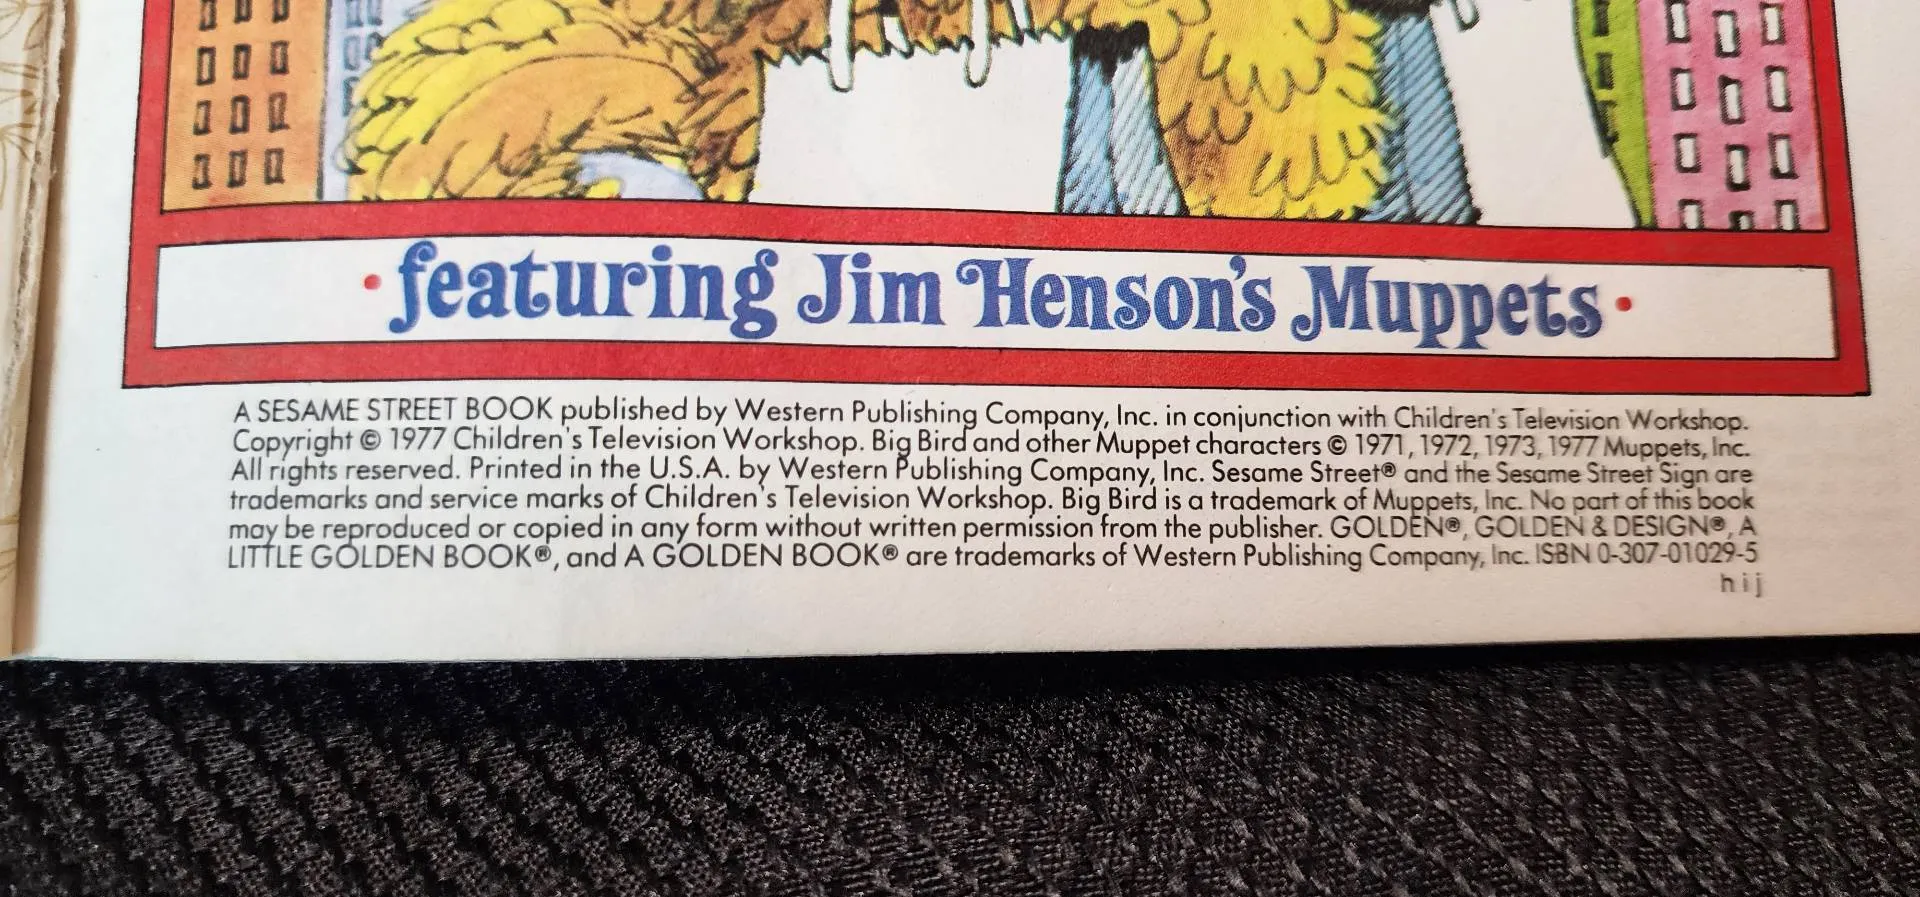 • featuring Jim Henson's Muppets •
A SESAME STREET BOOK published by Western Publishing Company, Inc. in conjunction with Children's Television Workshop.
Copyright © 1977 Children's Television Workshop. Big Bird and other Muppet characters © 1971, 1972, 1973, 1977 Muppets, Inc.
All rights reserved. Printed in the U.S.A. by Western Publishing Company, Inc. Sesame Street® and the Sesame Street Sign are
trademarks and service marks of Children's Television Workshop. Big Bird is a trademark of Muppets, Inc. No part of this book
may be reproduced or copied in any form without written permission from the publisher. GOLDEN®, GOLDEN & DESIGN®, A
LITTLE GOLDEN BOOK®, and A GOLDEN BOOK® are trademarks of Western Publishing Company, Inc. ISBN 0-307-01029-5
h i j